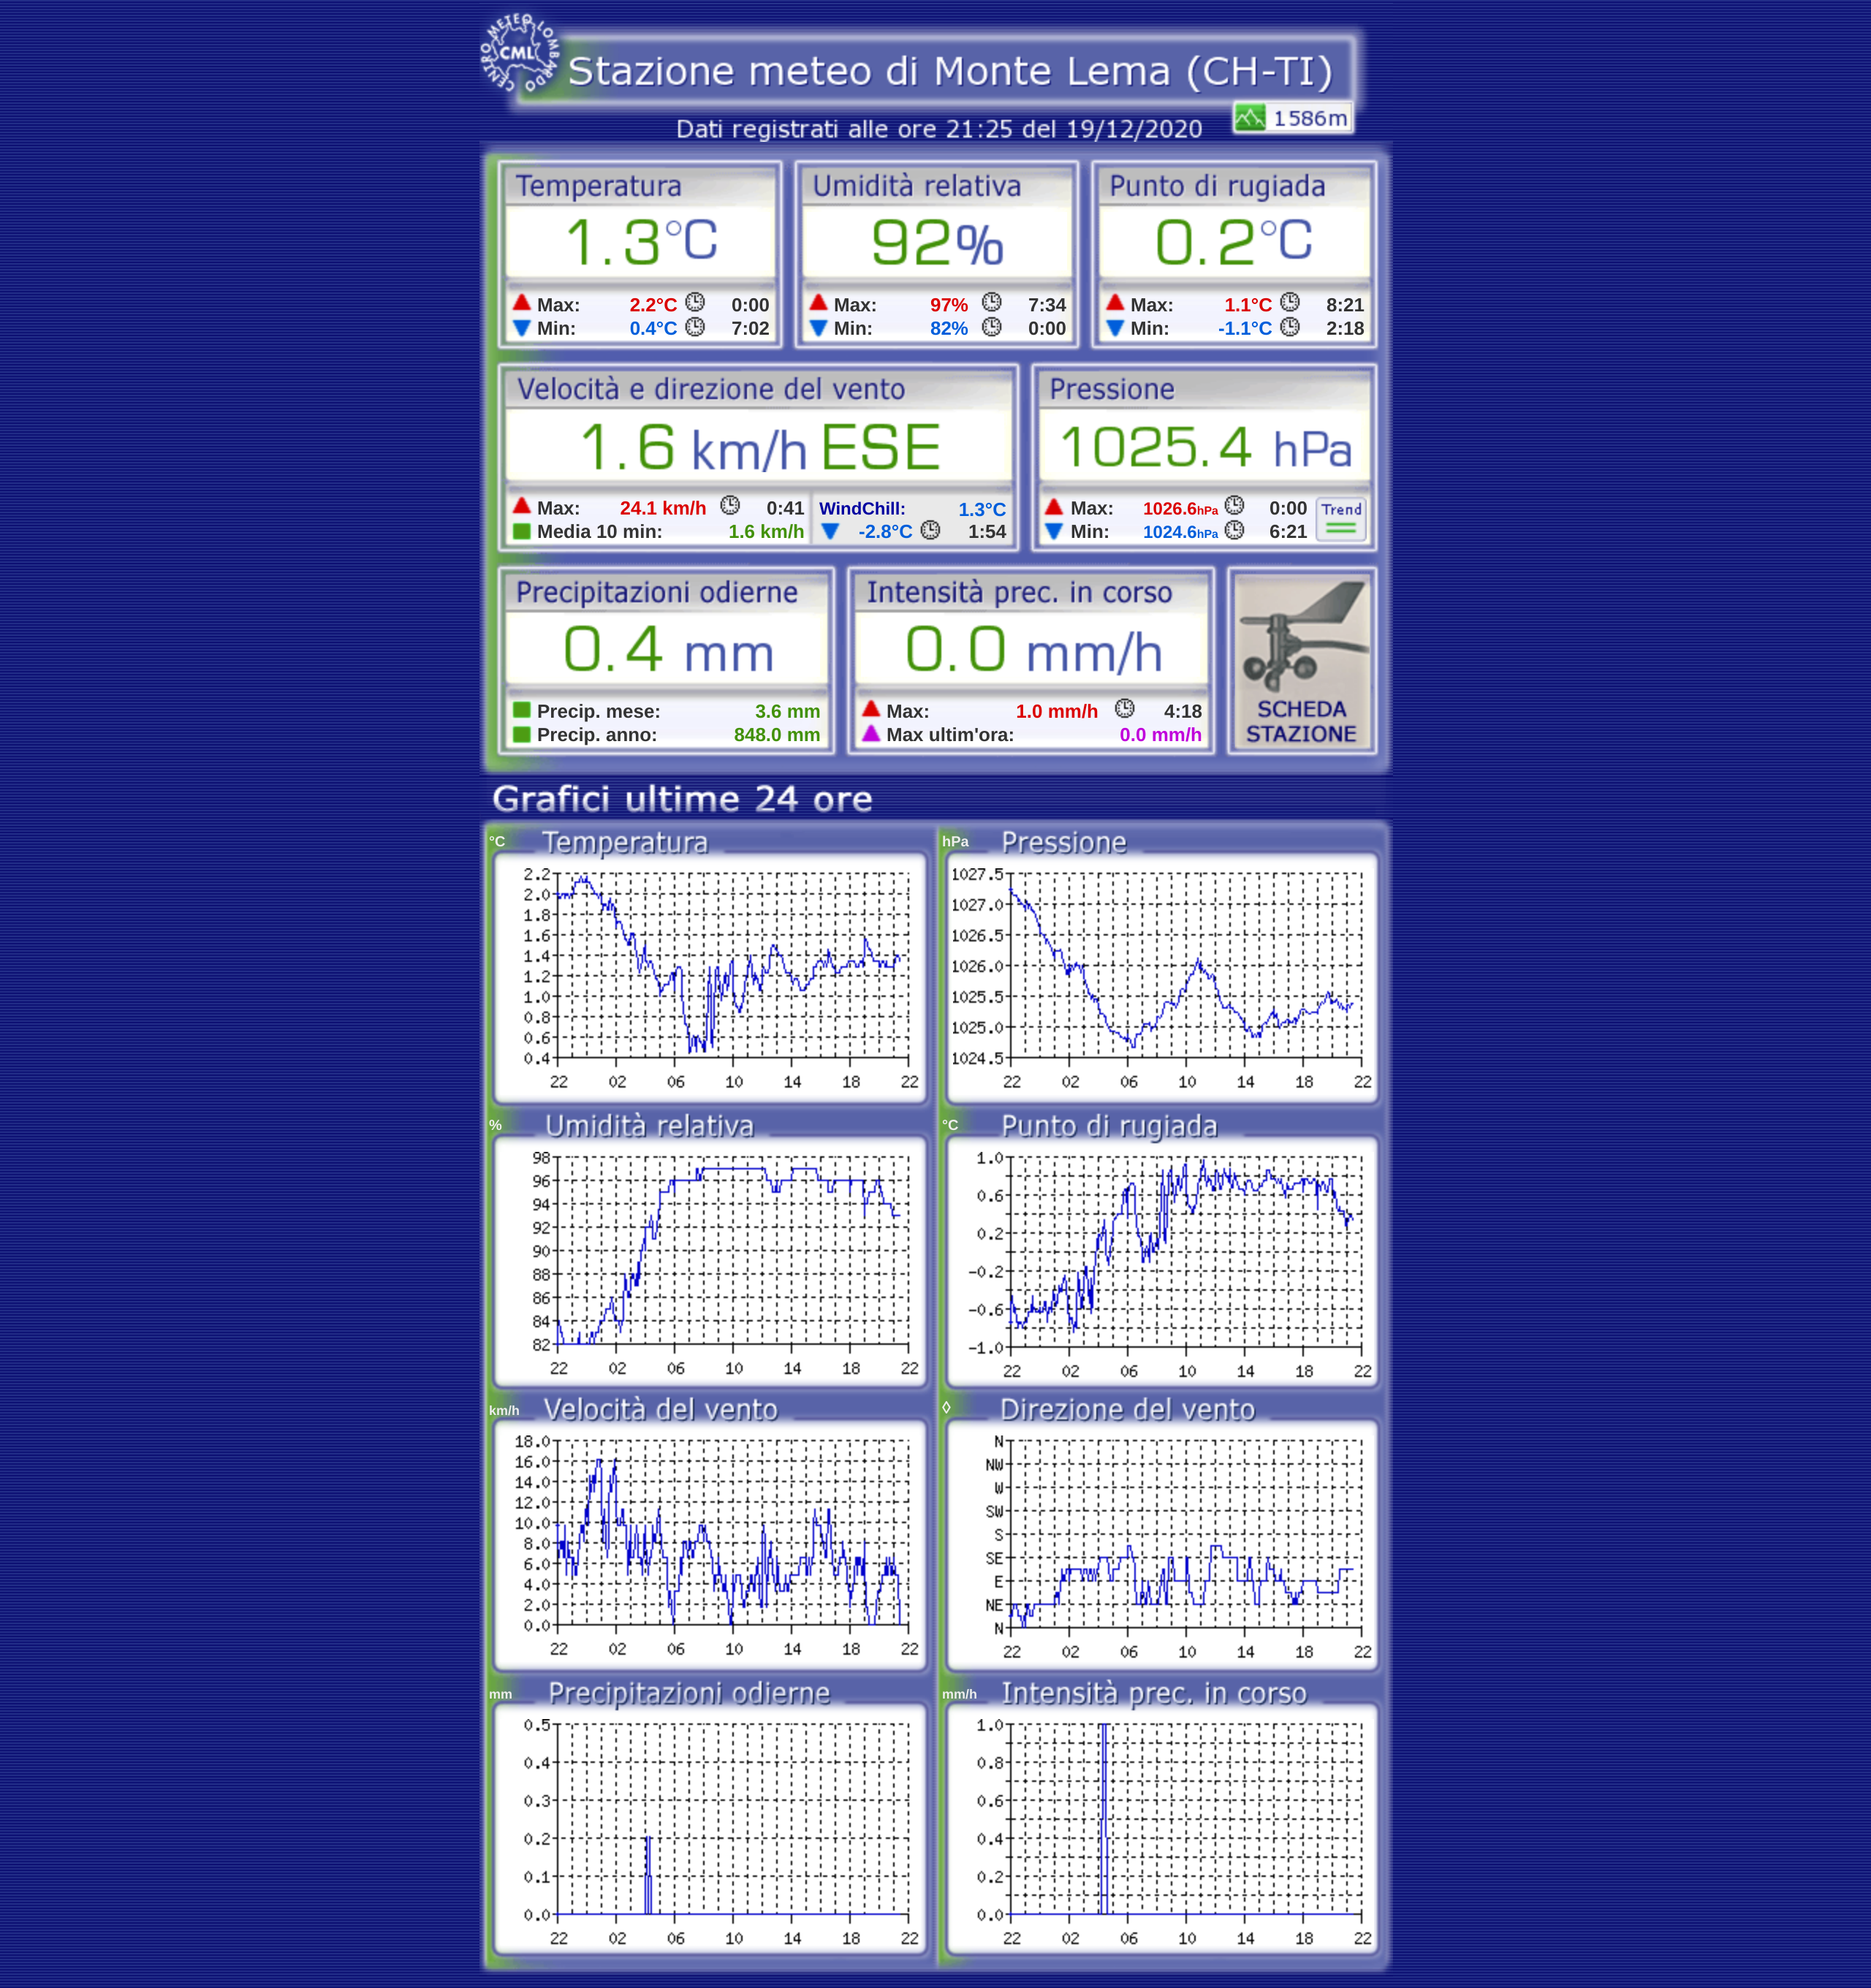 CENTRO METEO LOMBARDO
CML
Stazione meteo di Monte Lema (CH-TI)
1586m
Dati registrati alle ore 21:25 del 19/12/2020
Temperatura Umidità relativa Punto di rugiada
1.3°C 92% 0.2°C
Max: 2.2°C 0:00 Max: 97% 7:34 Max: 1.1°C 8:21
Min: 0.4°C 7:02 Min: 82% 0:00 Min: -1.1°C 2:18
Velocità e direzione del vento Pressione
1.6 km/h ESE 1025.4 hPa
Max: 24.1 km/h 0:41 WindChill: 1.3°C Max: 1026.6hPa 0:00 Trend
Media 10 min: 1.6 km/h -2.8°C 1:54 Min: 1024.6hPa 6:21
Precipitazioni odierne Intensità prec. in corso
0.4 mm 0.0 mm/h
Precip. mese: 3.6 mm Max: 1.0 mm/h 4:18 SCHEDA
Precip. anno: 848.0 mm Max ultim'ora: 0.0 mm/h STAZIONE
Grafici ultime 24 ore
°C Temperatura hPa Pressione
2.2 1027.5
2.0 1027.0
1.8
1.6 1026.5
1.4 1026.0
1.2
1.0 1025.5
0.8 1025.0
0.6
0.4 1024.5
22 02 06 10 14 18 22 22 02 06 10 14 18 22
% Umidità relativa °C Punto di rugiada
98 1.0
96 0.6
94
92 0.2
90
88 -0.2
86 -0.6
84
82 -1.0
22 02 06 10 14 18 22 22 02 06 10 14 18 22
km/h Velocità del vento ◊ Direzione del vento
18.0 N
16.0 NW
14.0 W
12.0 SW
10.0 S
8.0 SE
6.0 E
4.0 NE
2.0 N
0.0
22 02 06 10 14 18 22 22 02 06 10 14 18 22
mm Precipitazioni odierne mm/h Intensità prec. in corso
0.5 1.0
0.4 0.8
0.3 0.6
0.2 0.4
0.1 0.2
0.0 0.0
22 02 06 10 14 18 22 22 02 06 10 14 18 22